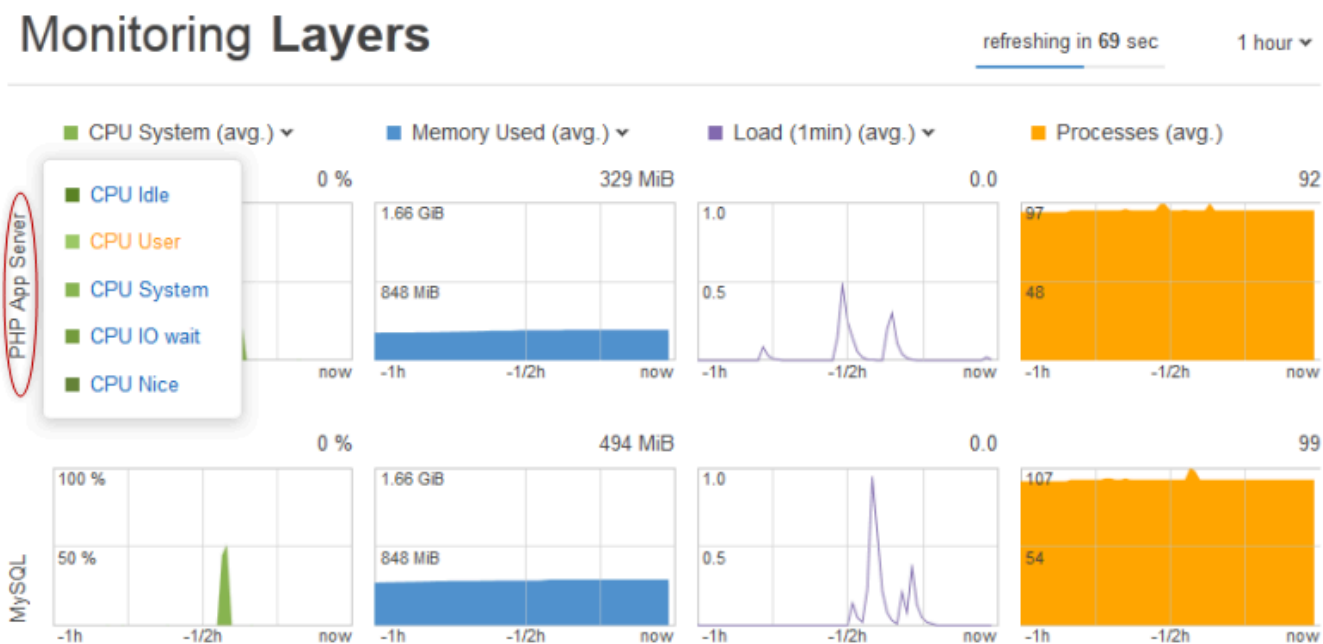 Monitoring Layers
refreshing in 69 sec
1 hour
CPU System (avg.)
Memory Used (avg.)
Load (1min) (avg.)
Processes (avg.)
PHP App Server
CPU Idle
CPU User
CPU System
CPU IO wait
CPU Nice
0 %
now
329 MiB
1.66 GiB
848 MiB
-1h -1/2h now
0.0
1.0
0.5
-1h -1/2h now
92
97
48
-1h -1/2h now
MySQL
0 %
100 %
50 %
-1h -1/2h now
494 MiB
1.66 GiB
848 MiB
-1h -1/2h now
0.0
1.0
0.5
-1h -1/2h now
99
107
54
-1h -1/2h now